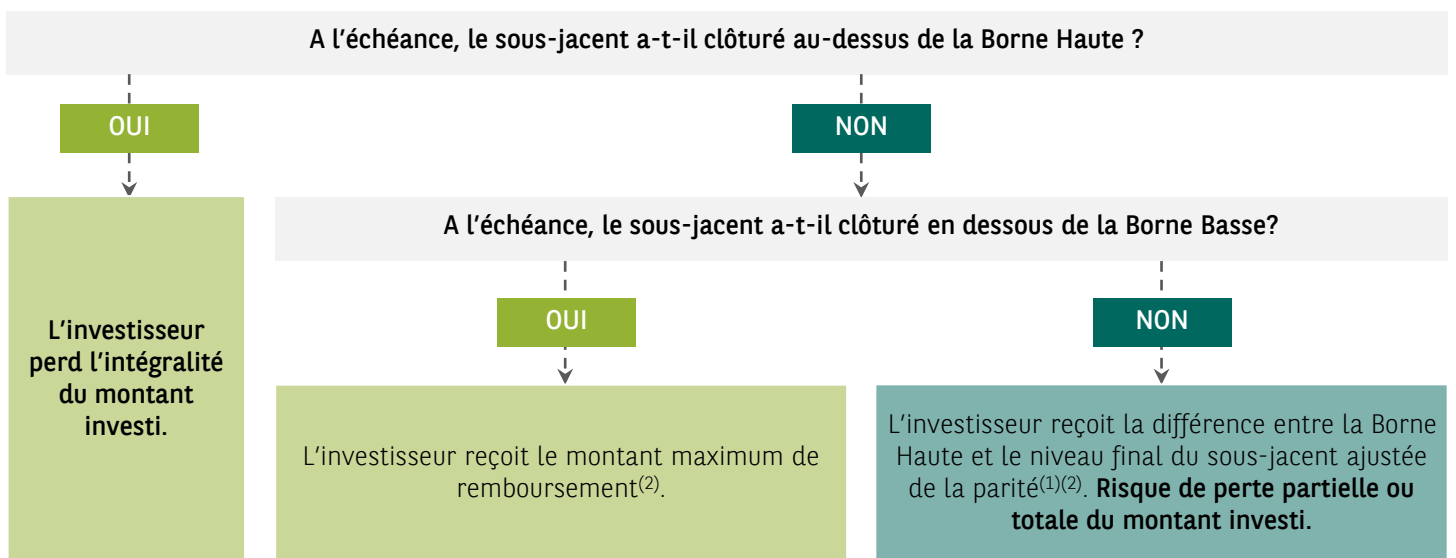 A l’échéance, le sous-jacent a-t-il clôturé au-dessus de la Borne Haute ?
OUI
NON
A l’échéance, le sous-jacent a-t-il clôturé en dessous de la Borne Basse?
L’investisseur
perd l’intégralité
du montant
investi.
OUI
NON
L’investisseur reçoit le montant maximum de
remboursement(2).
L’investisseur reçoit la différence entre la Borne
Haute et le niveau final du sous-jacent ajustée
de la parité(1)(2). Risque de perte partielle ou
totale du montant investi.